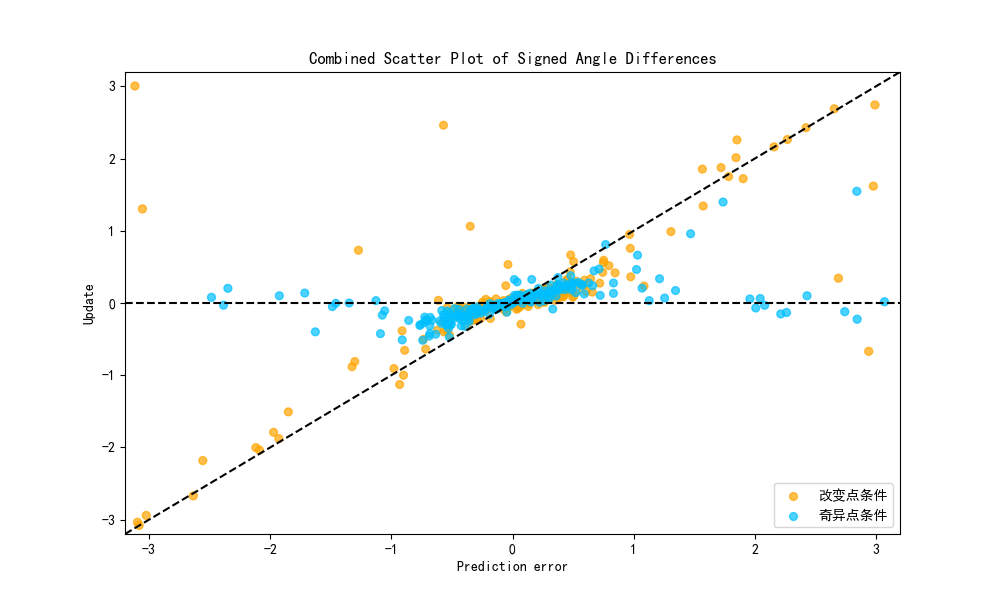 Combined Scatter Plot of Signed Angle Differences
3
2
1
0
-1
-2
-3
Update
-3
-2
-1
0
1
2
3
Prediction error
改变点条件
奇异点条件